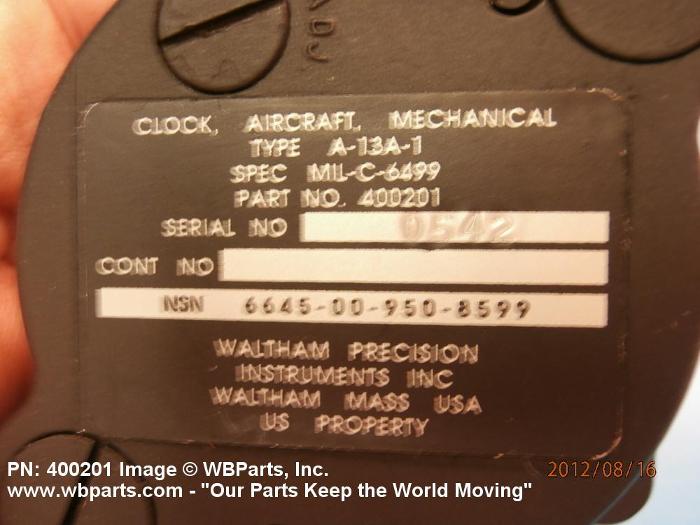 ADJ
CLOCK, AIRCRAFT, MECHANICAL
TYPE A-13A-1
SPEC MIL-C-6499
PART NO. 400201
SERIAL NO 0542
CONT NO
NSN 6645-00-950-8599
WALTHAM PRECISION
INSTRUMENTS INC
WALTHAM MASS USA
US PROPERTY
PN: 400201 Image © WBParts, Inc.
2012/08/16
www.wbparts.com - "Our Parts Keep the World Moving"